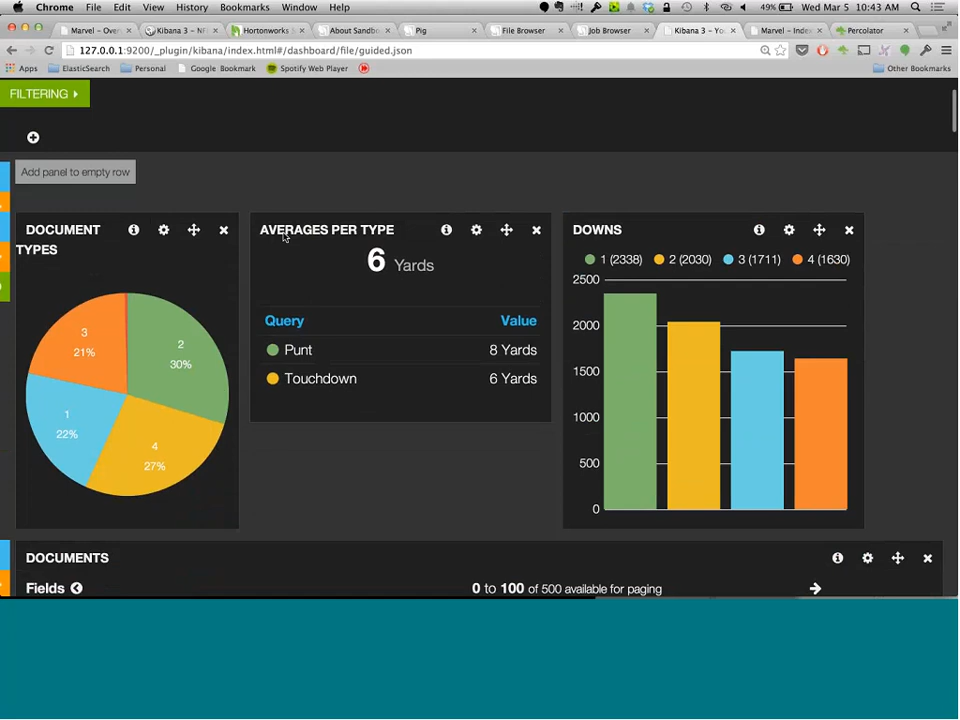 Chrome File Edit View History Bookmarks Window Help 49% Wed Mar 5 10:43 AM
Marvel – Over Kibana 3 – NF Hortonworks About Sandbo Pig File Browser Job Browser Kibana 3 – Yo Marvel – Inde Percolator
127.0.0.1:9200/_plugin/kibana/index.html#/dashboard/file/guided.json
Apps ElasticSearch Personal Google Bookmark Spotify Web Player Other Bookmarks
FILTERING
Add panel to empty row
DOCUMENT
TYPES
3
21%
2
30%
1
22%
4
27%
AVERAGES PER TYPE
6 Yards
Query Value
Punt 8 Yards
Touchdown 6 Yards
DOWNS
1 (2338) 2 (2030) 3 (1711) 4 (1630)
2500
2000
1500
1000
500
0
DOCUMENTS
Fields 0 to 100 of 500 available for paging